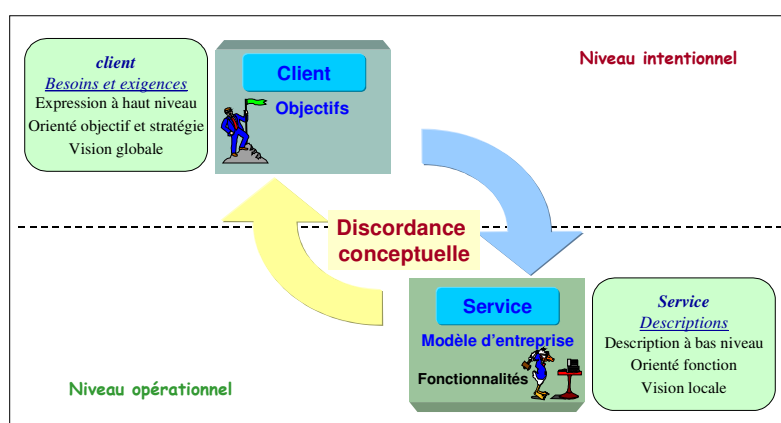 client
Besoins et exigences
Expression à haut niveau
Orienté objectif et stratégie
Vision globale
Client
Objectifs
Niveau intentionnel
Discordance
conceptuelle
Service
Modèle d'entreprise
Fonctionnalités
Service
Descriptions
Description à bas niveau
Orienté fonction
Vision locale
Niveau opérationnel